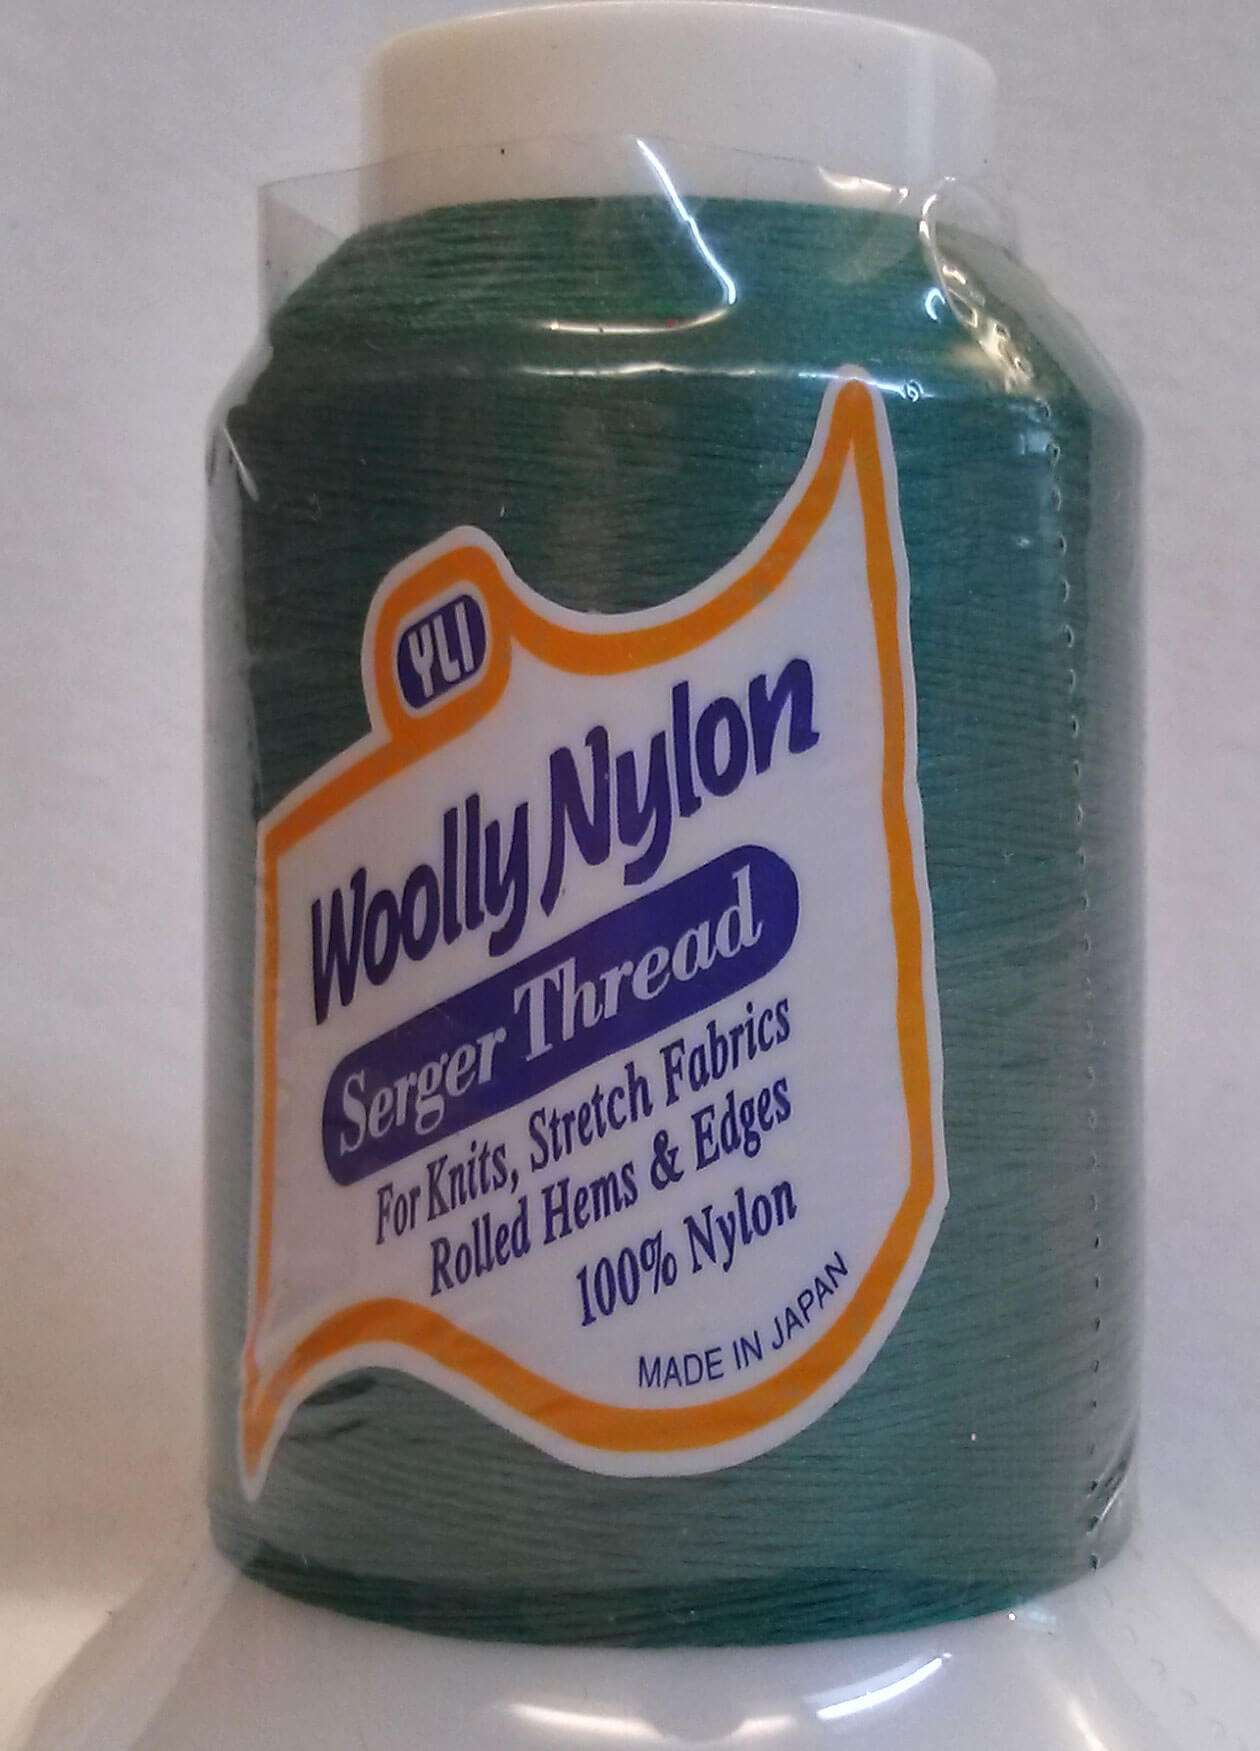 YLI
Woolly Nylon
Serger Thread
For Knits, Stretch Fabrics
Rolled Hems & Edges
100% Nylon
MADE IN JAPAN